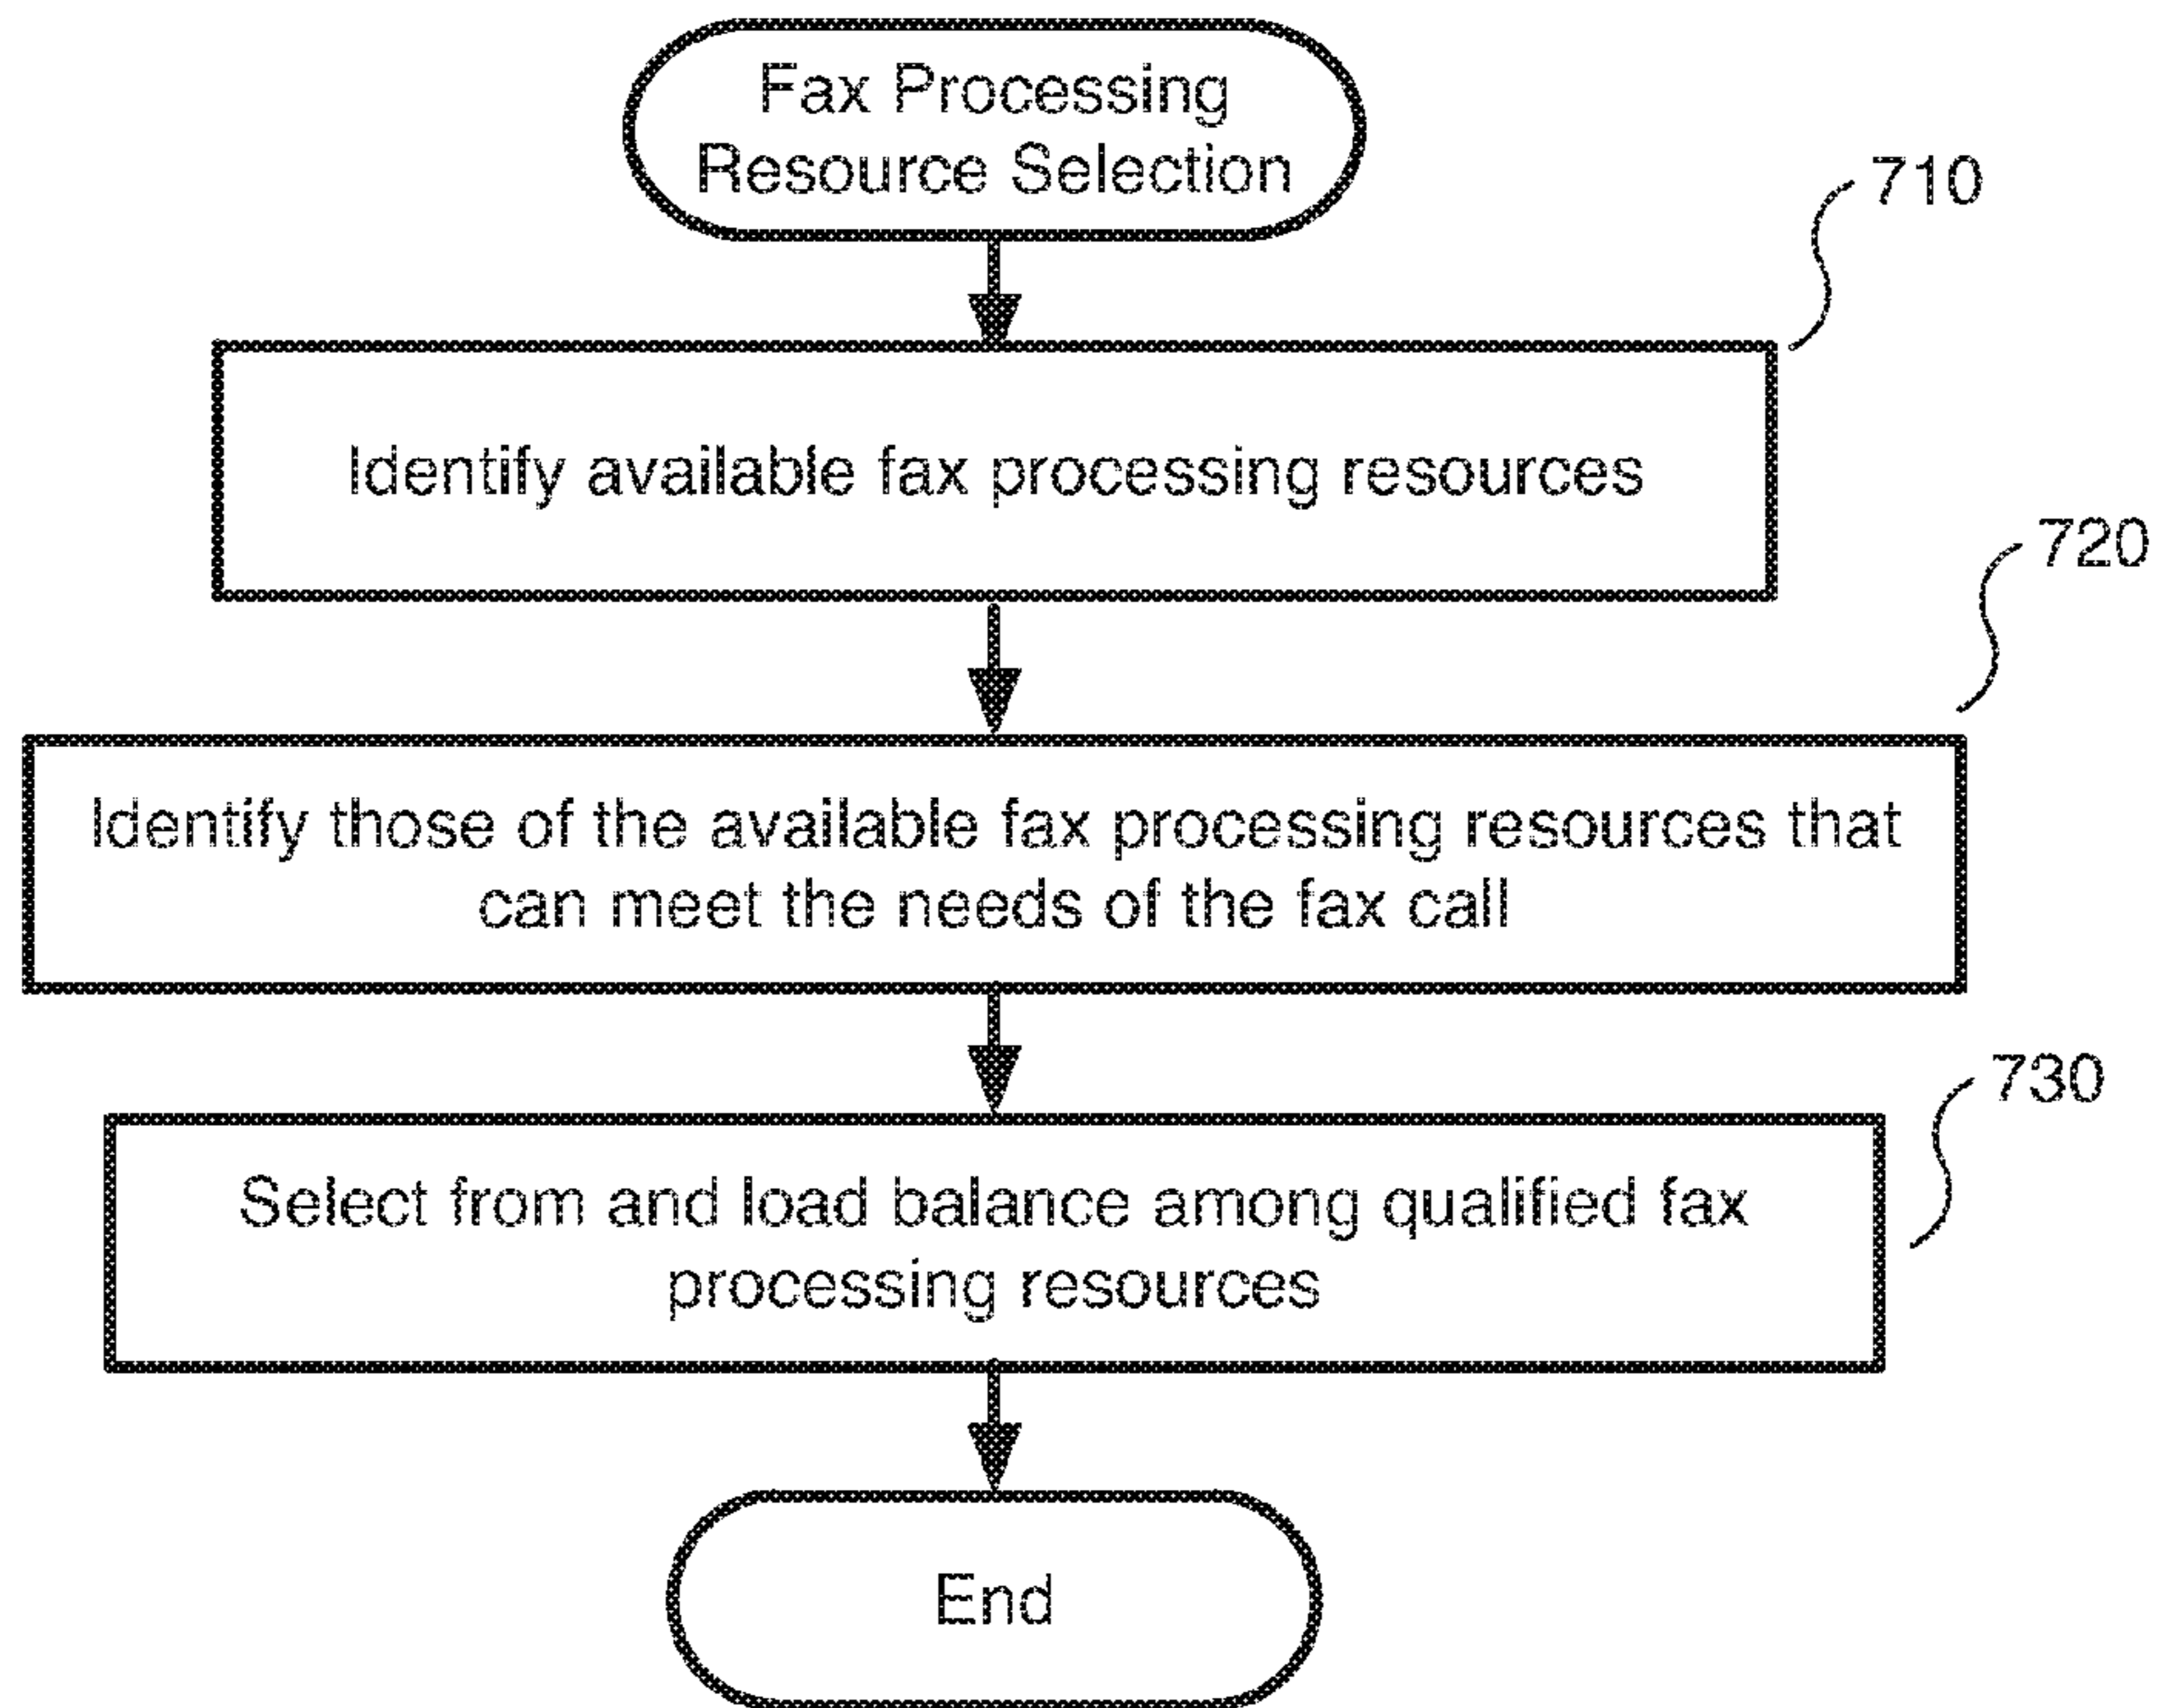 Fax Processing
Resource Selection
710
Identify available fax processing resources
720
Identify those of the available fax processing resources that
can meet the needs of the fax call
730
Select from and load balance among qualified fax
processing resources
End